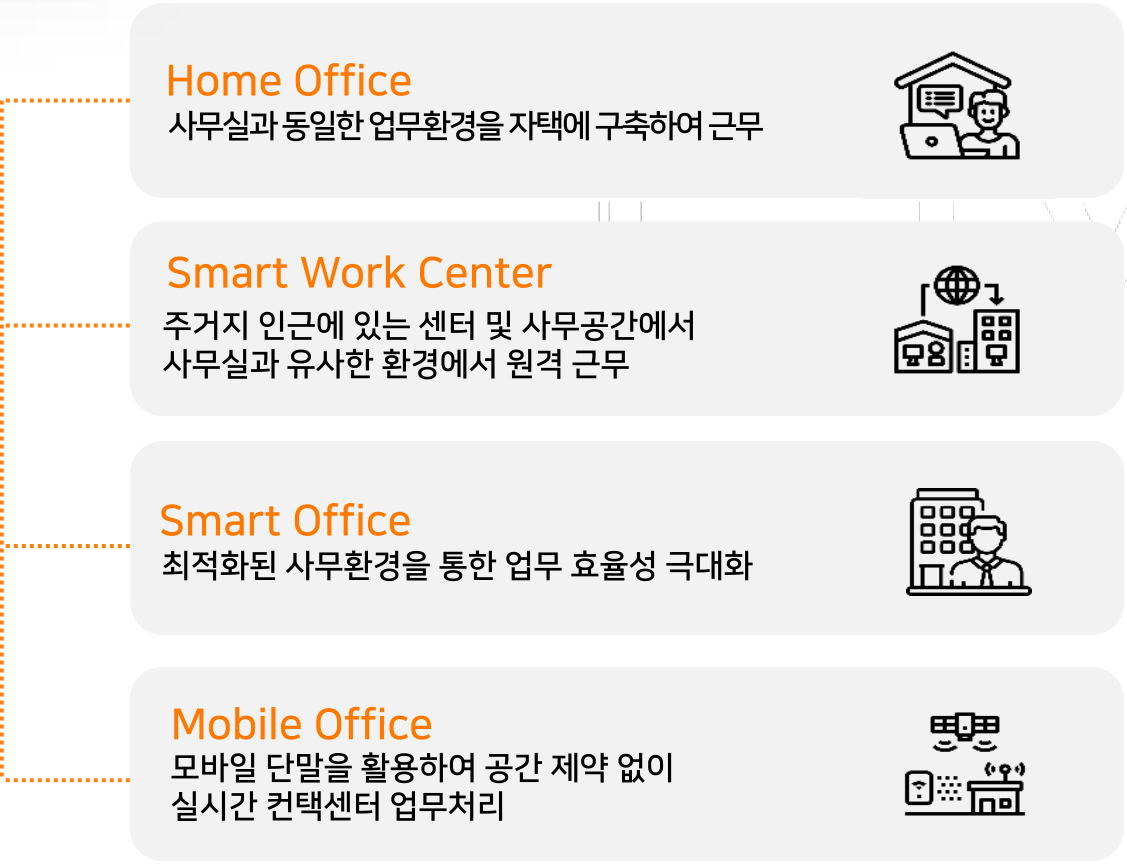 Home Office
사무실과 동일한 업무환경을 자택에 구축하여 근무
Smart Work Center
주거지 인근에 있는 센터 및 사무공간에서
사무실과 유사한 환경에서 원격 근무
Smart Office
최적화된 사무환경을 통한 업무 효율성 극대화
Mobile Office
모바일 단말을 활용하여 공간 제약 없이
실시간 컨택센터 업무처리